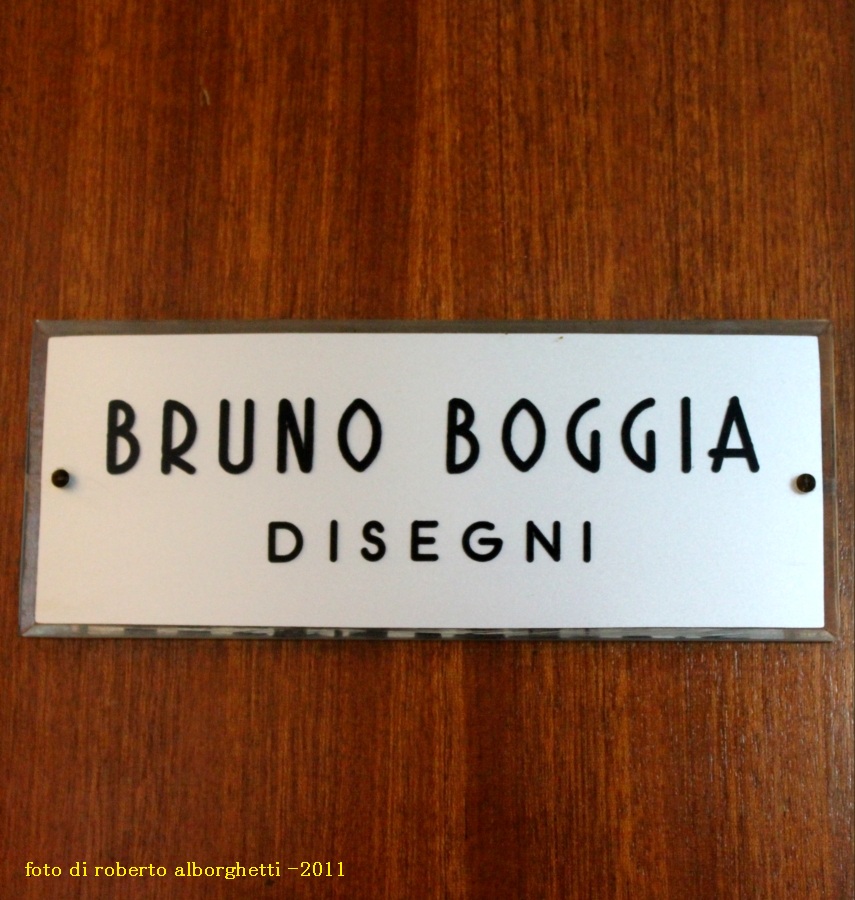 BRUNO BOGGIA
DISEGNI
foto di roberto alborghetti -2011